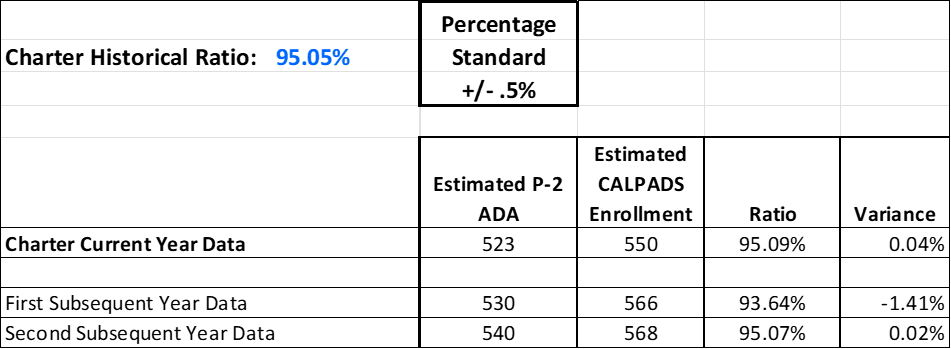 Percentage
Charter Historical Ratio: 95.05% Standard
+/- .5%
Estimated
Estimated P-2 CALPADS
ADA Enrollment Ratio Variance
Charter Current Year Data 523 550 95.09% 0.04%
First Subsequent Year Data 530 566 93.64% -1.41%
Second Subsequent Year Data 540 568 95.07% 0.02%